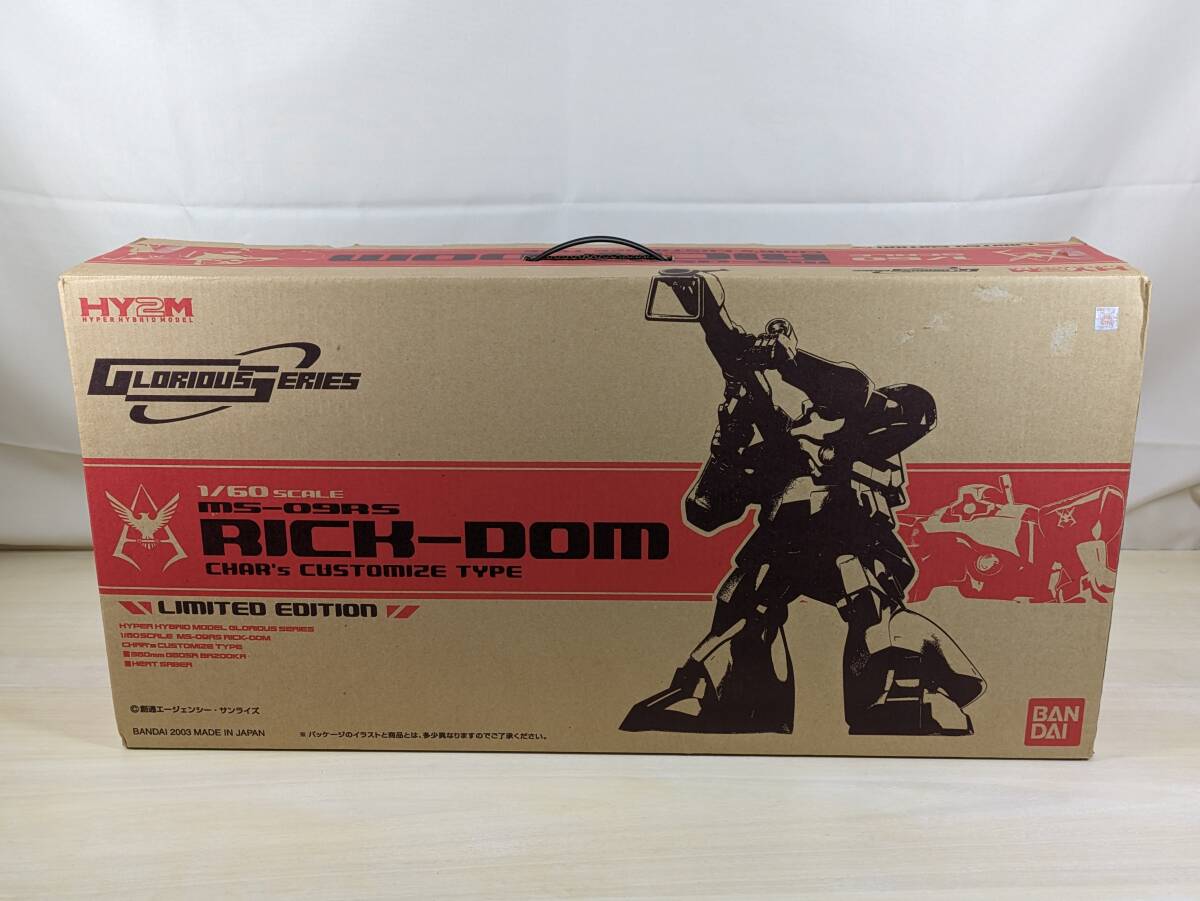 RICK-DOM
HY2M
HYPER HYBRID MODEL
GLORIOUS SERIES
1/60 SCALE
MS-09RS
RICK-DOM
CHAR's CUSTOMIZE TYPE
LIMITED EDITION
HYPER HYBRID MODEL GLORIOUS SERIES
1/60 SCALE MS-09RS RICK-DOM
CHAR's CUSTOMIZE TYPE
■360mm GBOSA BAZOOKA
■HEAT SABER
©創通エージェンシー・サンライズ
BANDAI 2003 MADE IN JAPAN
※パッケージのイラストと商品とは、多少異なりますのでご了承ください。
BAN
DAI